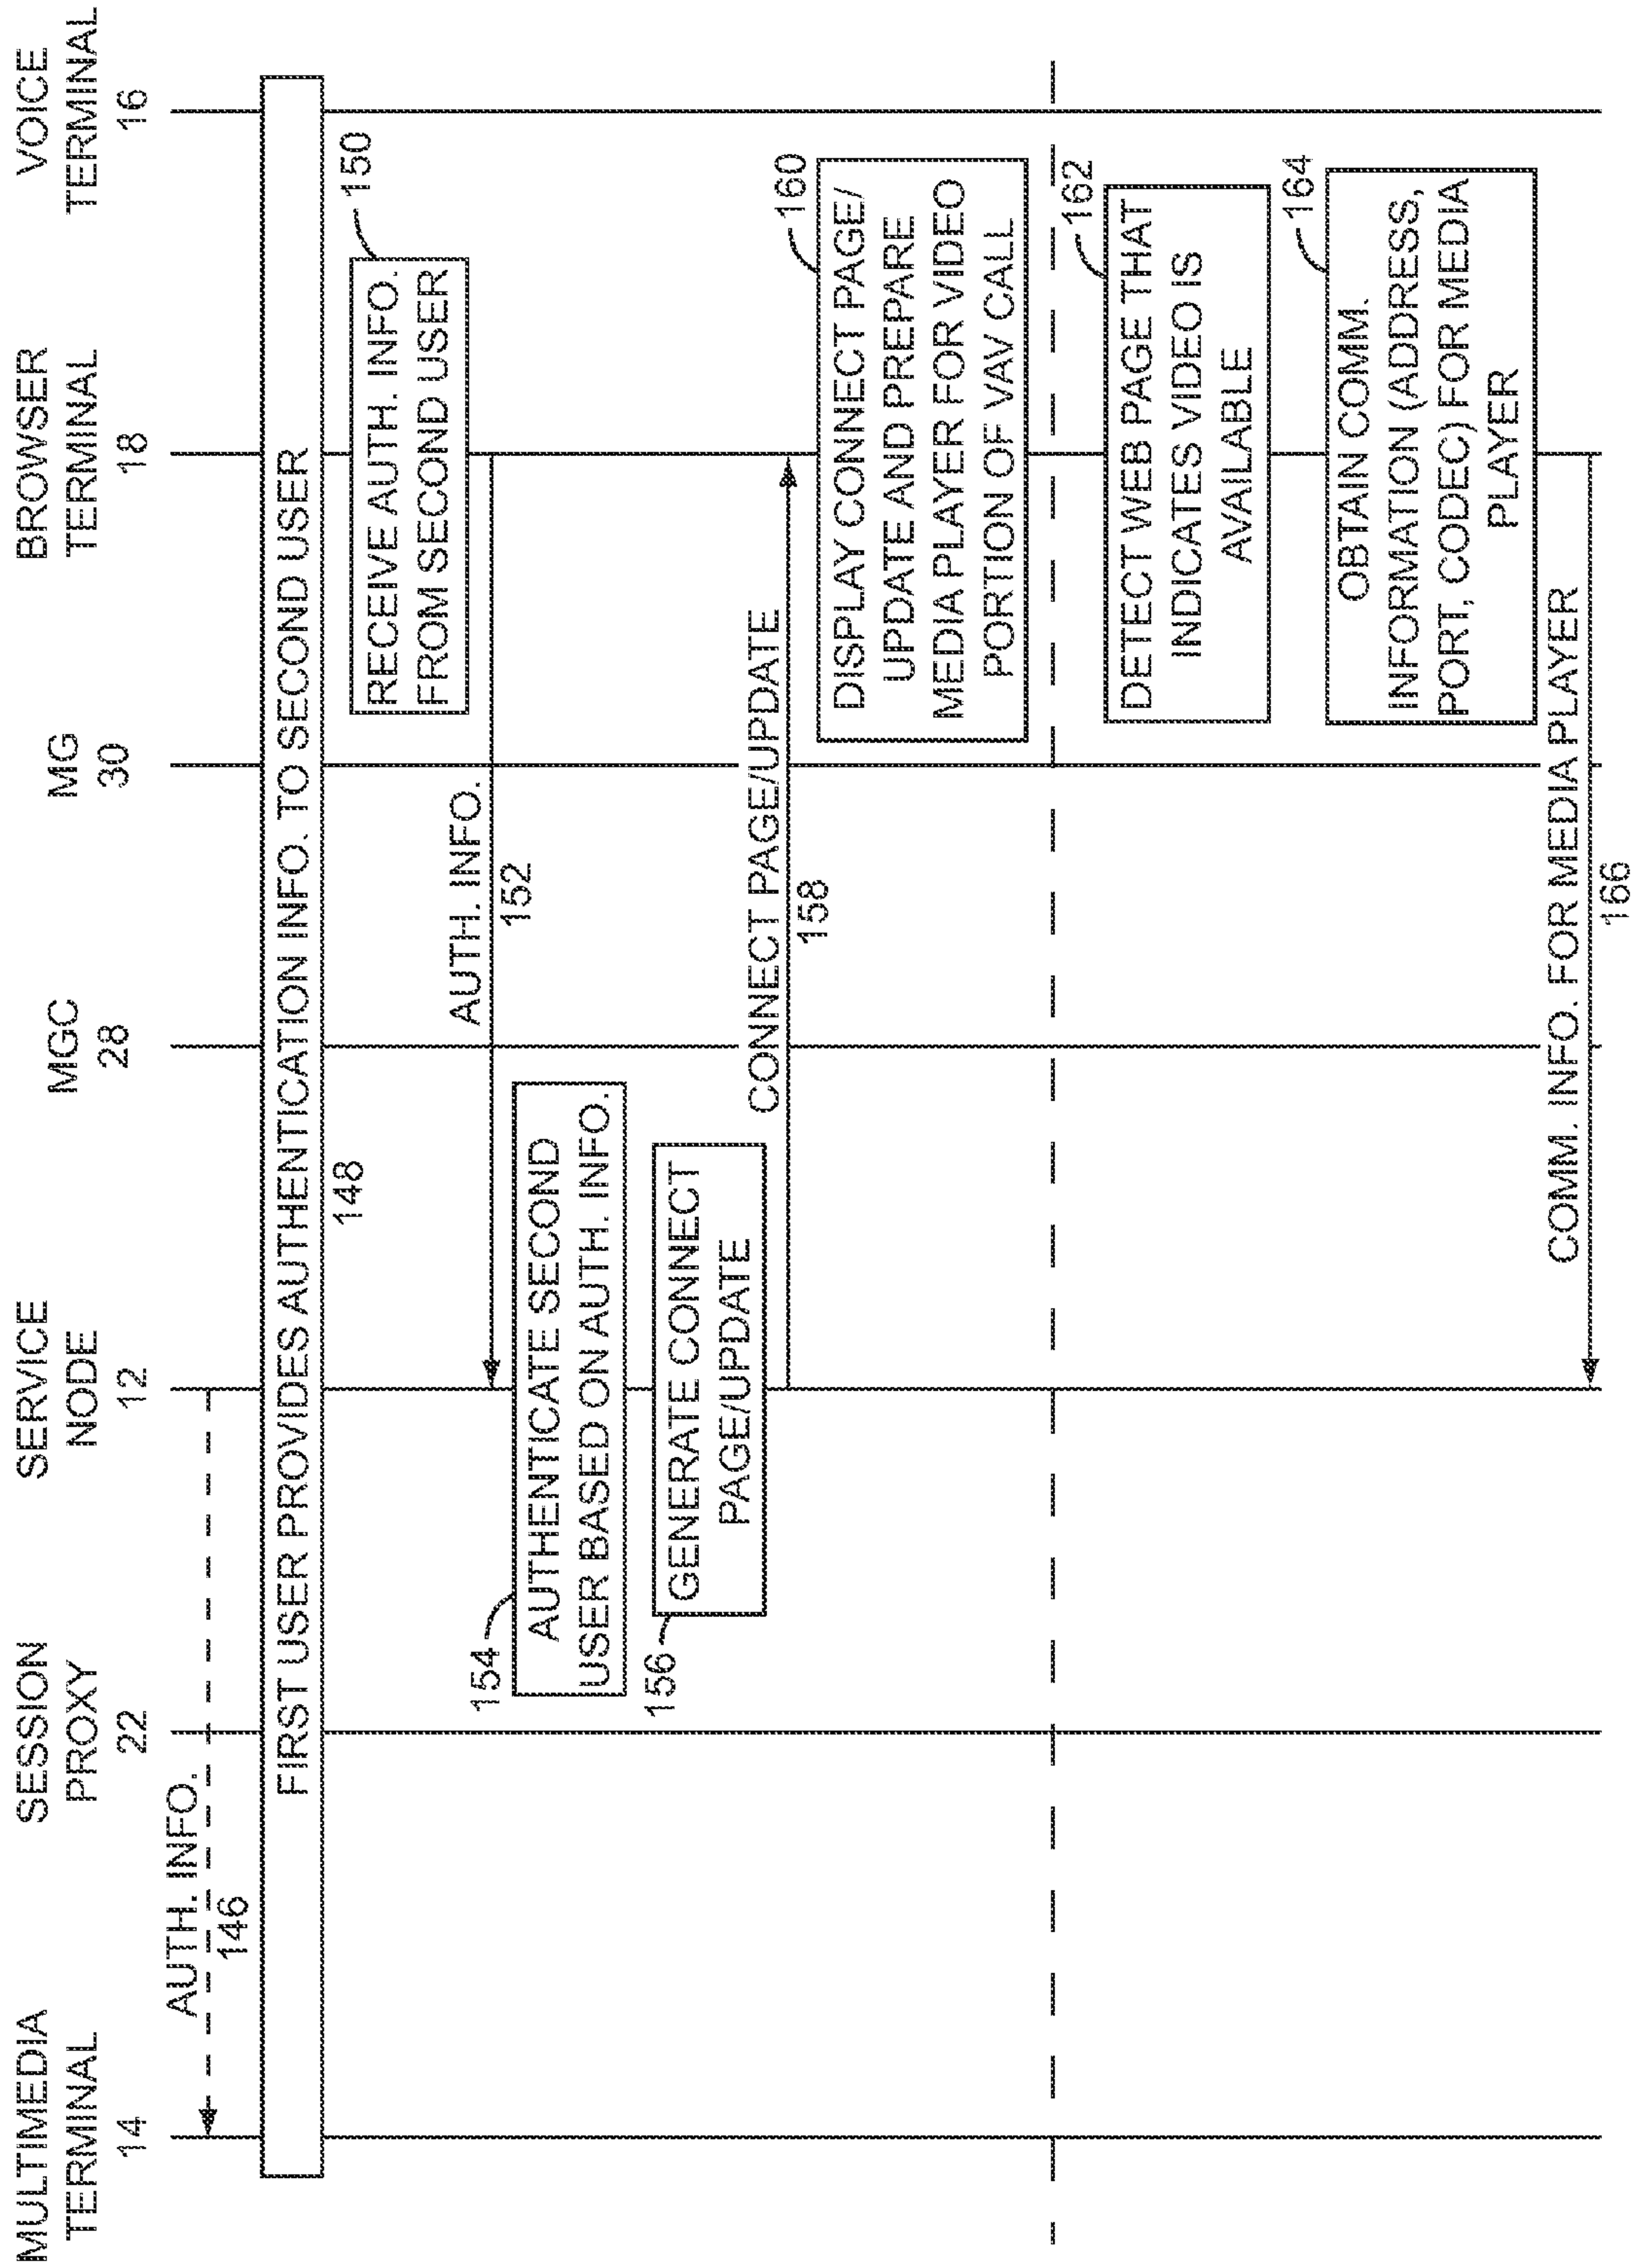 MULTIMEDIA
TERMINAL
14
SESSION
PROXY
22
SERVICE
NODE
12
MGC
28
MG
30
BROWSER
TERMINAL
18
VOICE
TERMINAL
16
AUTH. INFO.
146
FIRST USER PROVIDES AUTHENTICATION INFO. TO SECOND USER
148
150
RECEIVE AUTH. INFO.
FROM SECOND USER
AUTH. INFO.
152
154
AUTHENTICATE SECOND
USER BASED ON AUTH. INFO.
156
GENERATE CONNECT
PAGE/UPDATE
CONNECT PAGE/UPDATE
158
160
DISPLAY CONNECT PAGE/
UPDATE AND PREPARE
MEDIA PLAYER FOR VIDEO
PORTION OF VAV CALL
162
DETECT WEB PAGE THAT
INDICATES VIDEO IS
AVAILABLE
164
OBTAIN COMM.
INFORMATION (ADDRESS,
PORT, CODEC) FOR MEDIA
PLAYER
COMM. INFO. FOR MEDIA PLAYER
166